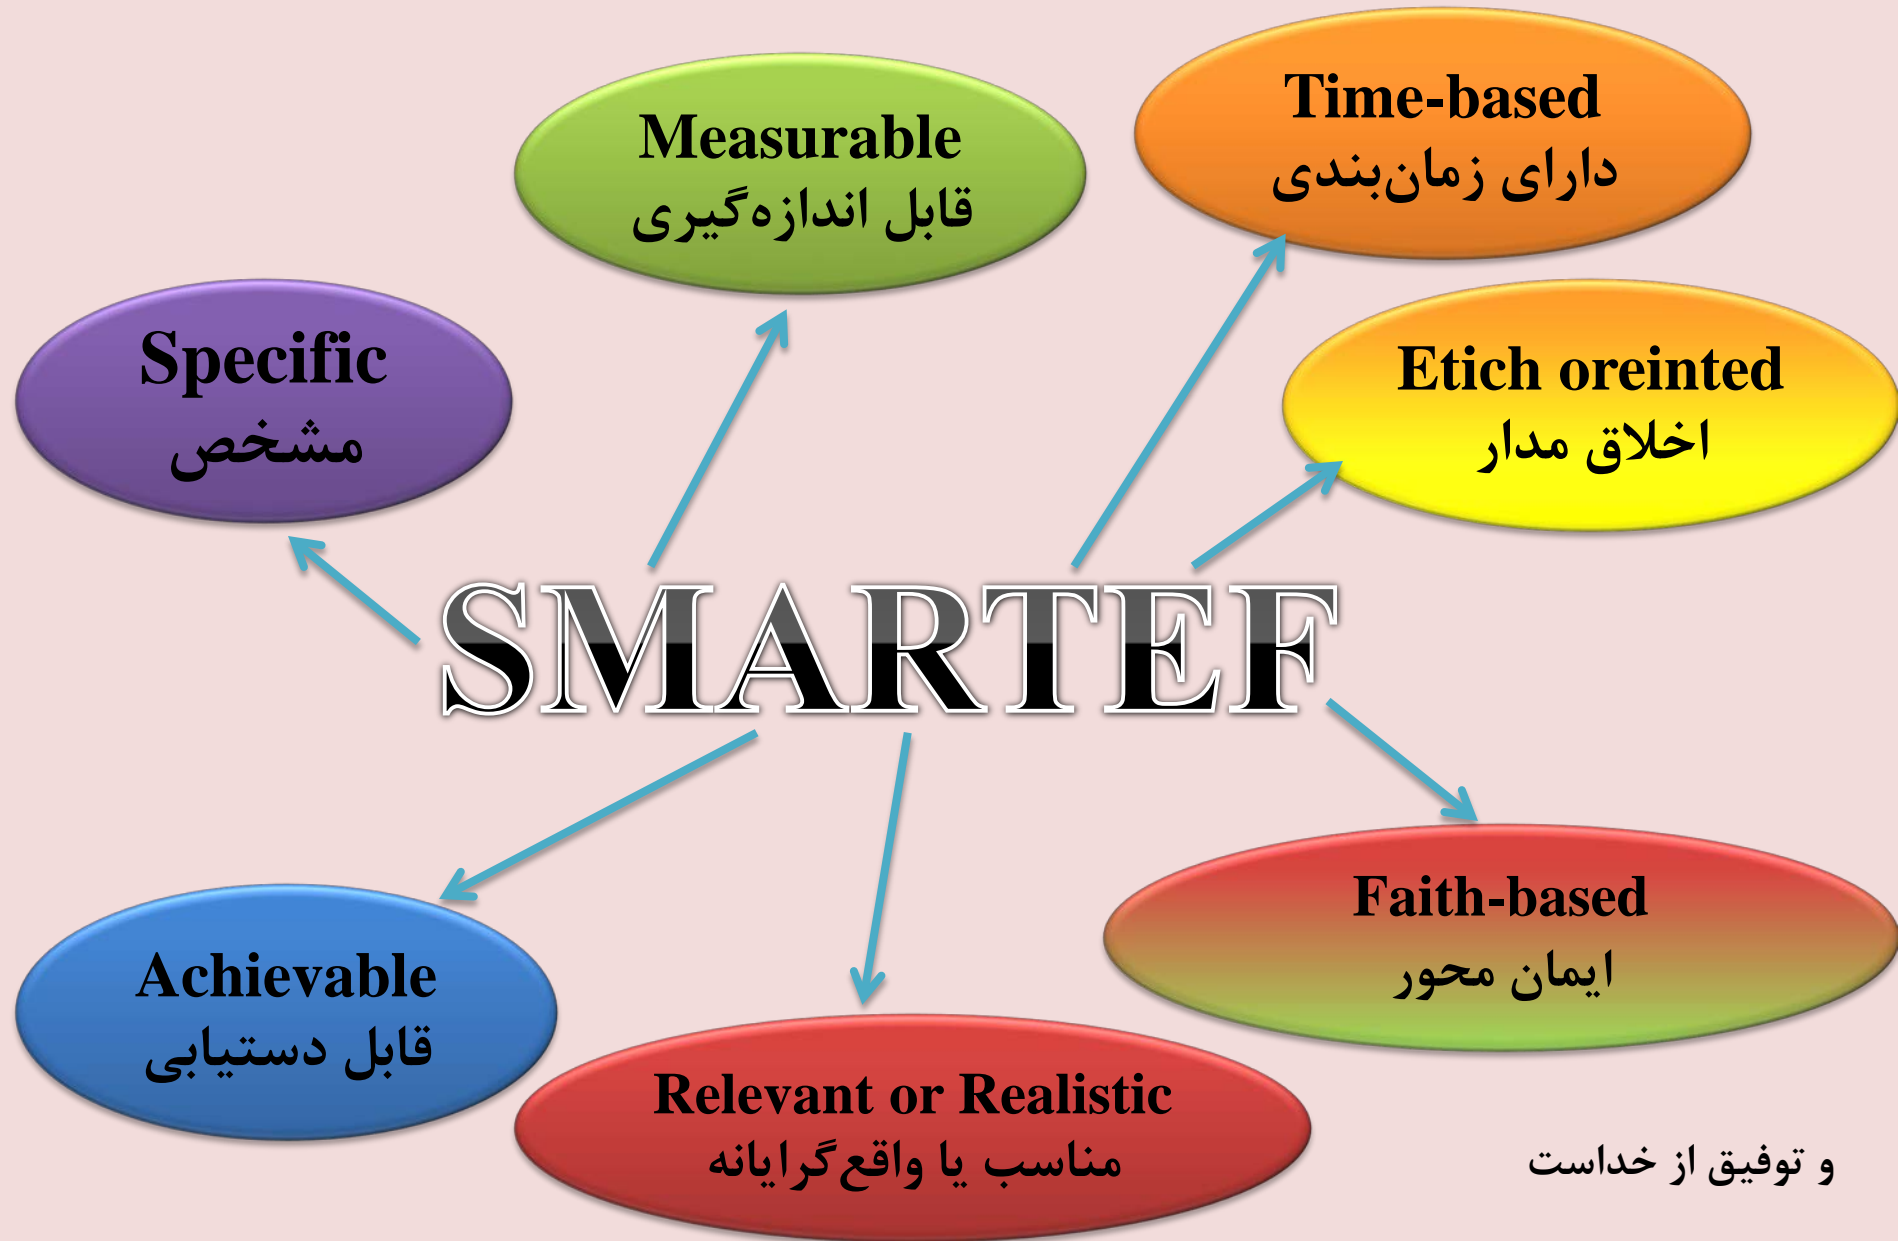 Time-based
دارای زمان‌بندی
Measurable
قابل اندازه‌گیری
Specific
مشخص
Etich oreinted
اخلاق مدار
SMARTEF
Faith-based
ایمان محور
Achievable
قابل دستیابی
Relevant or Realistic
مناسب یا واقع‌گرایانه
و توفیق از خداست